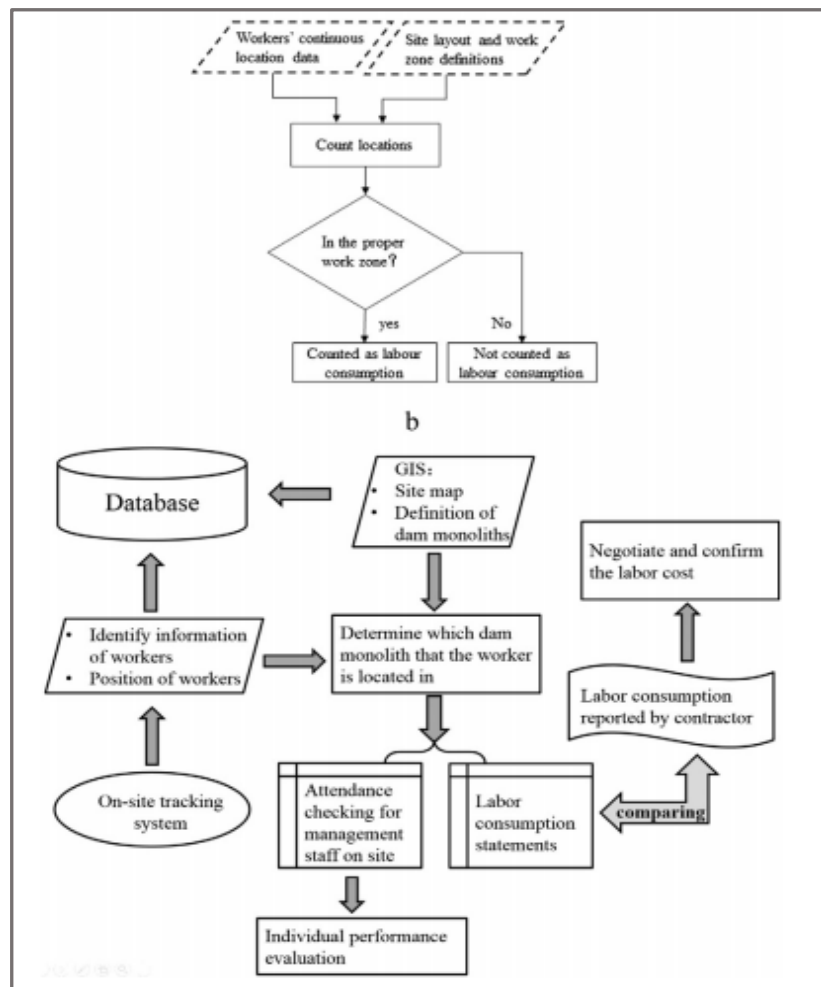 Workers' continuous
location data
Site layout and work
zone definitions
Count locations
In the proper
work zone?
yes
No
Counted as labour
consumption
Not counted as
labour consumption
b
Database
GIS:
• Site map
• Definition of
dam monoliths
Negotiate and confirm
the labor cost
• Identify information
of workers
• Position of workers
Determine which dam
monolith that the worker
is located in
Labor consumption
reported by contractor
On-site tracking
system
Attendance
checking for
management
staff on site
Labor
consumption
statements
comparing
Individual performance
evaluation